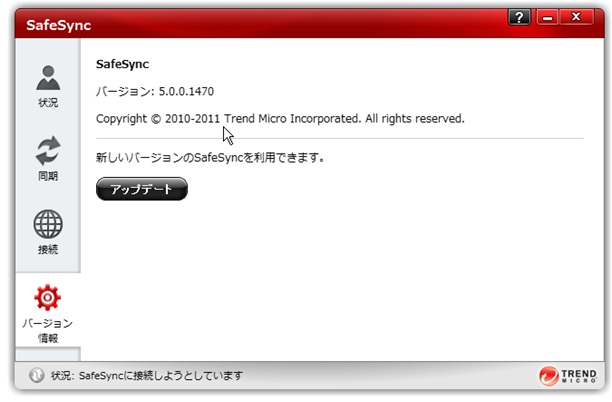 SafeSync
?
状況
同期
接続
バージョン
情報
SafeSync
バージョン: 5.0.0.1470
Copyright © 2010-2011 Trend Micro Incorporated. All rights reserved.
新しいバージョンのSafeSyncを利用できます。
アップデート
状況: SafeSyncに接続しようとしています
TREND
MICRO